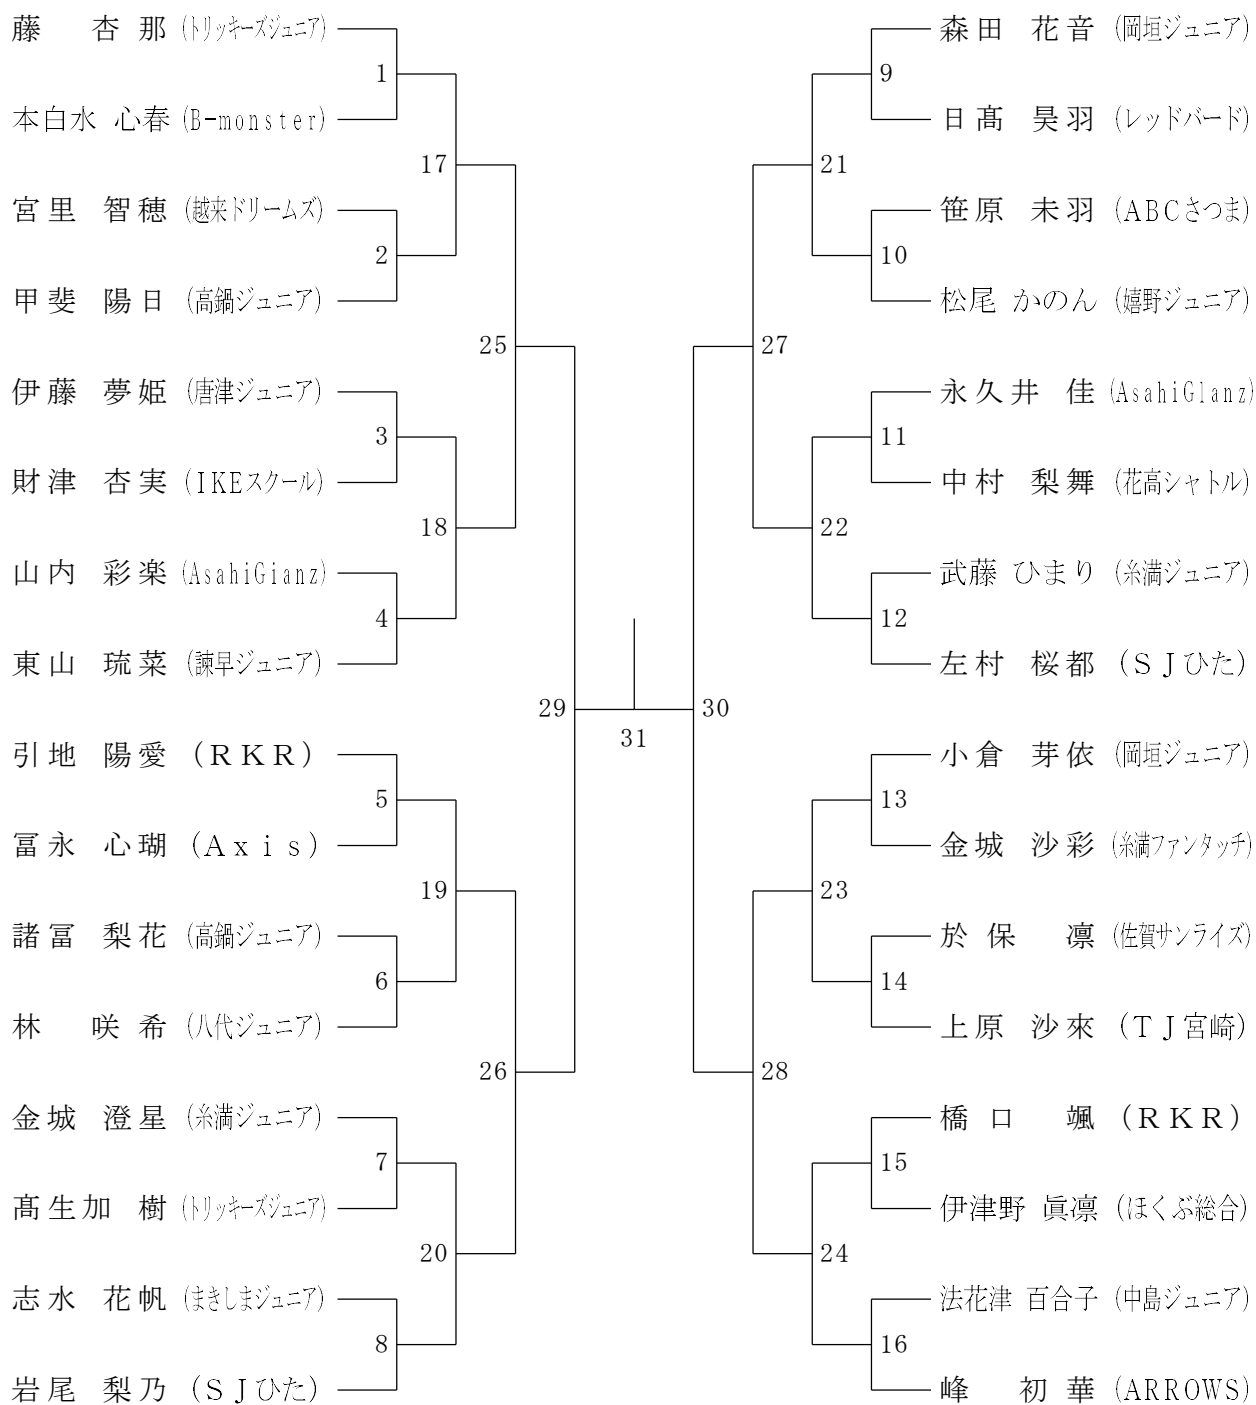 藤 杏那 (トリッキーズジュニア)
1
本白水 心春 (B-monster)
17
宮里 智穂 (越来ドリームズ)
2
甲斐 陽日 (高鍋ジュニア)
25
伊藤 夢姫 (唐津ジュニア)
3
財津 杏実 (IKEスクール)
18
山内 彩楽 (AsahiGianz)
4
東山 琉菜 (諫早ジュニア)
29
引地 陽愛 (RKR)
5
冨永 心瑚 (Axis)
19
諸冨 梨花 (高鍋ジュニア)
6
林 咲希 (八代ジュニア)
26
金城 澄星 (糸満ジュニア)
7
髙生加 樹 (トリッキーズジュニア)
20
志水 花帆 (まきしまジュニア)
8
岩尾 梨乃 (SJひた)
31
森田 花音 (岡垣ジュニア)
9
日髙 昊羽 (レッドバード)
21
笹原 未羽 (ABCさつま)
10
松尾 かのん (嬉野ジュニア)
27
永久井 佳 (AsahiGlanz)
11
中村 梨舞 (花高シャトル)
22
武藤 ひまり (糸満ジュニア)
12
左村 桜都 (SJひた)
30
小倉 芽依 (岡垣ジュニア)
13
金城 沙彩 (糸満ファンタッチ)
23
於保 凛 (佐賀サンライズ)
14
上原 沙來 (TJ宮崎)
28
橋口 颯 (RKR)
15
伊津野 眞凛 (ほくぶ総合)
24
法花津 百合子 (中島ジュニア)
16
峰 初華 (ARROWS)